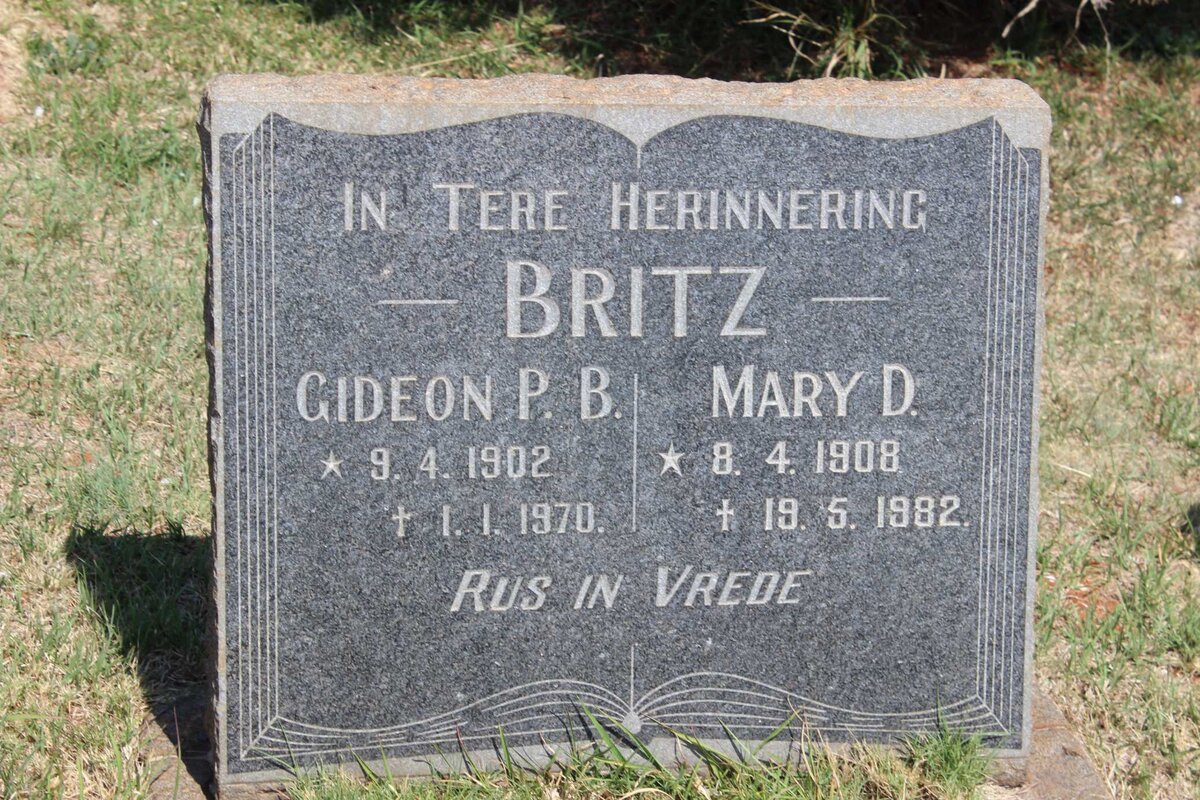 IN TERE HERINNERING
BRITZ
GIDEON P. B. MARY D.
9. 4. 1902 8. 4. 1908
1. 1. 1970. 19. 5. 1982.
RUS IN VREDE